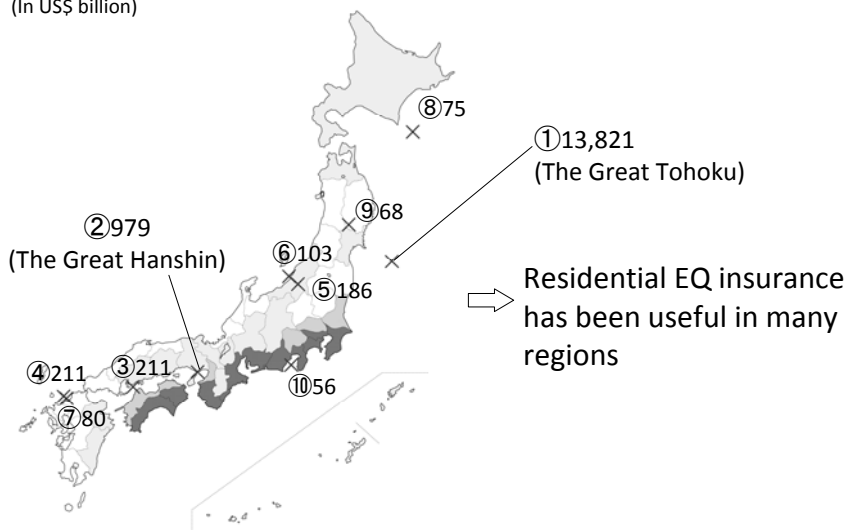 (In US$ billion)
⑧75
①13,821
(The Great Tohoku)
⑨68
②979
(The Great Hanshin)
⑥103
⑤186
Residential EQ insurance
has been useful in many
regions
④211
③211
⑩56
⑦80